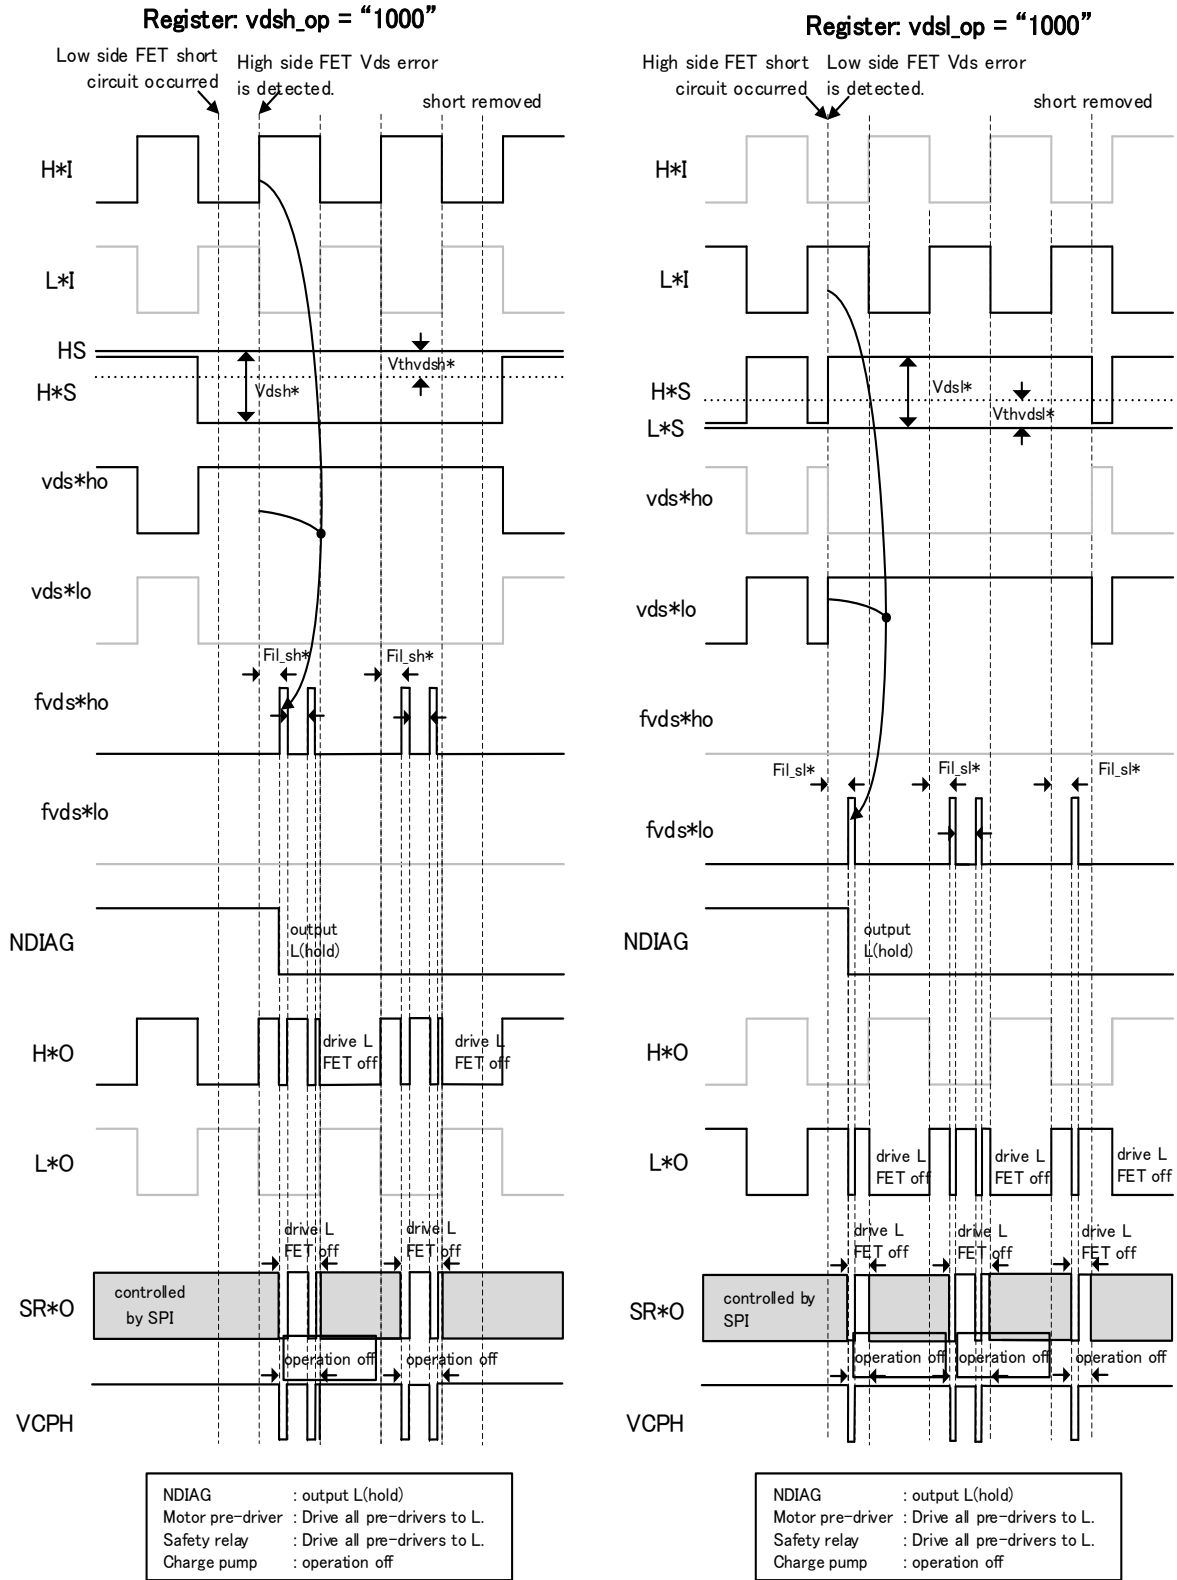 Register: vdsh_op = “1000”
Low side FET short
circuit occurred
High side FET Vds error
is detected.
short removed
H*I
L*I
HS
Vthvdsh*
Vdsh*
H*S
vds*ho
vds*lo
Fil_sh*
Fil_sh*
fvds*ho
fvds*lo
NDIAG
output
L(hold)
H*O
drive L
FET off
drive L
FET off
L*O
drive L
FET off
drive L
FET off
SR*O
controlled
by SPI
operation off
operation off
VCPH
NDIAG : output L(hold)
Motor pre-driver : Drive all pre-drivers to L.
Safety relay : Drive all pre-drivers to L.
Charge pump : operation off
Register: vdsl_op = “1000”
High side FET short
circuit occurred
Low side FET Vds error
is detected.
short removed
H*I
L*I
H*S
Vdsl*
Vthvdsl*
L*S
vds*ho
vds*lo
fvds*ho
Fil_sl*
Fil_sl*
Fil_sl*
fvds*lo
NDIAG
output
L(hold)
H*O
L*O
drive L
FET off
drive L
FET off
drive L
FET off
drive L
FET off
drive L
FET off
drive L
FET off
SR*O
controlled by
SPI
operation off
operation off
operation off
VCPH
NDIAG : output L(hold)
Motor pre-driver : Drive all pre-drivers to L.
Safety relay : Drive all pre-drivers to L.
Charge pump : operation off